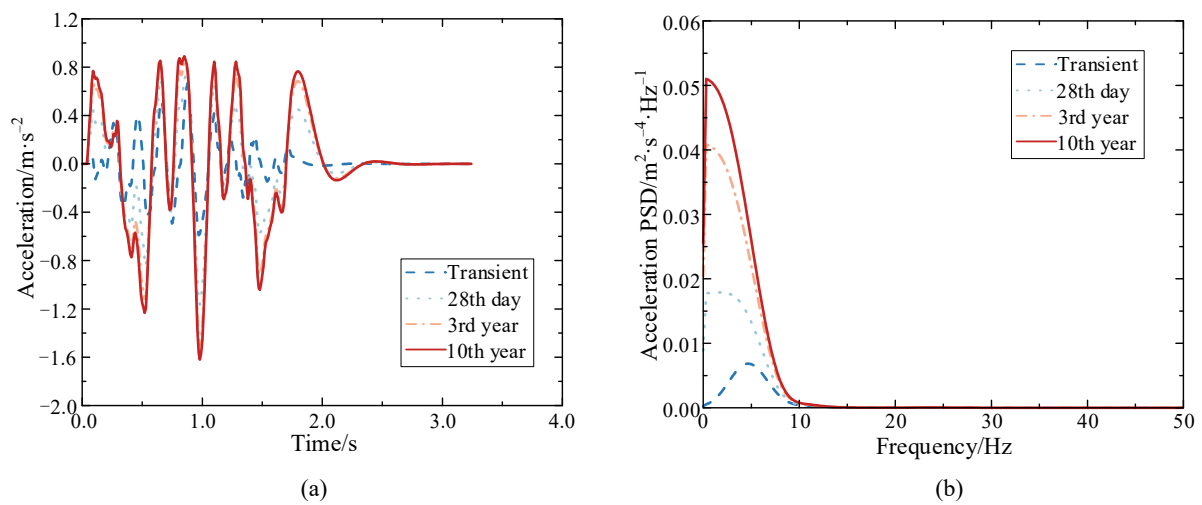 1.2
0.8
0.4
0.0
−0.4
−0.8
−1.2
−1.6
−2.0
Acceleration/m·s⁻²
0.0 1.0 2.0 3.0 4.0
Time/s
Transient
28th day
3rd year
10th year
(a)
0.06
0.05
0.04
0.03
0.02
0.01
0.00
Acceleration PSD/m²·s⁻⁴·Hz⁻¹
0 10 20 30 40 50
Frequency/Hz
Transient
28th day
3rd year
10th year
(b)